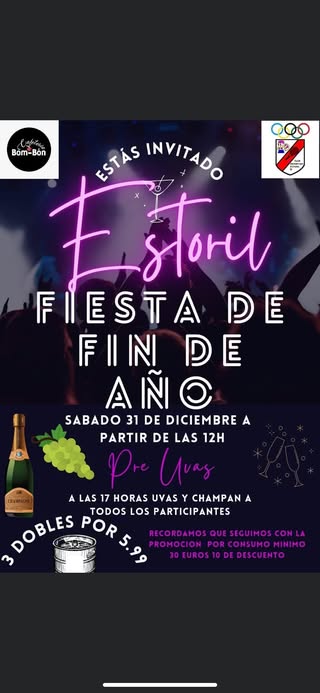 Cafetería
Bom-Bon
ESTÁS INVITADO
Estoril
FIESTA DE
FIN DE
AÑO
SABADO 31 DE DICIEMBRE A
PARTIR DE LAS 12H
Pre Uvas
A LAS 17 HORAS UVAS Y CHAMPAN A
TODOS LOS PARTICIPANTES
3 DOBLES POR 5.99
RECORDAMOS QUE SEGUIMOS CON LA
PROMOCION POR CONSUMO MINIMO
30 EUROS 10 DE DESCUENTO